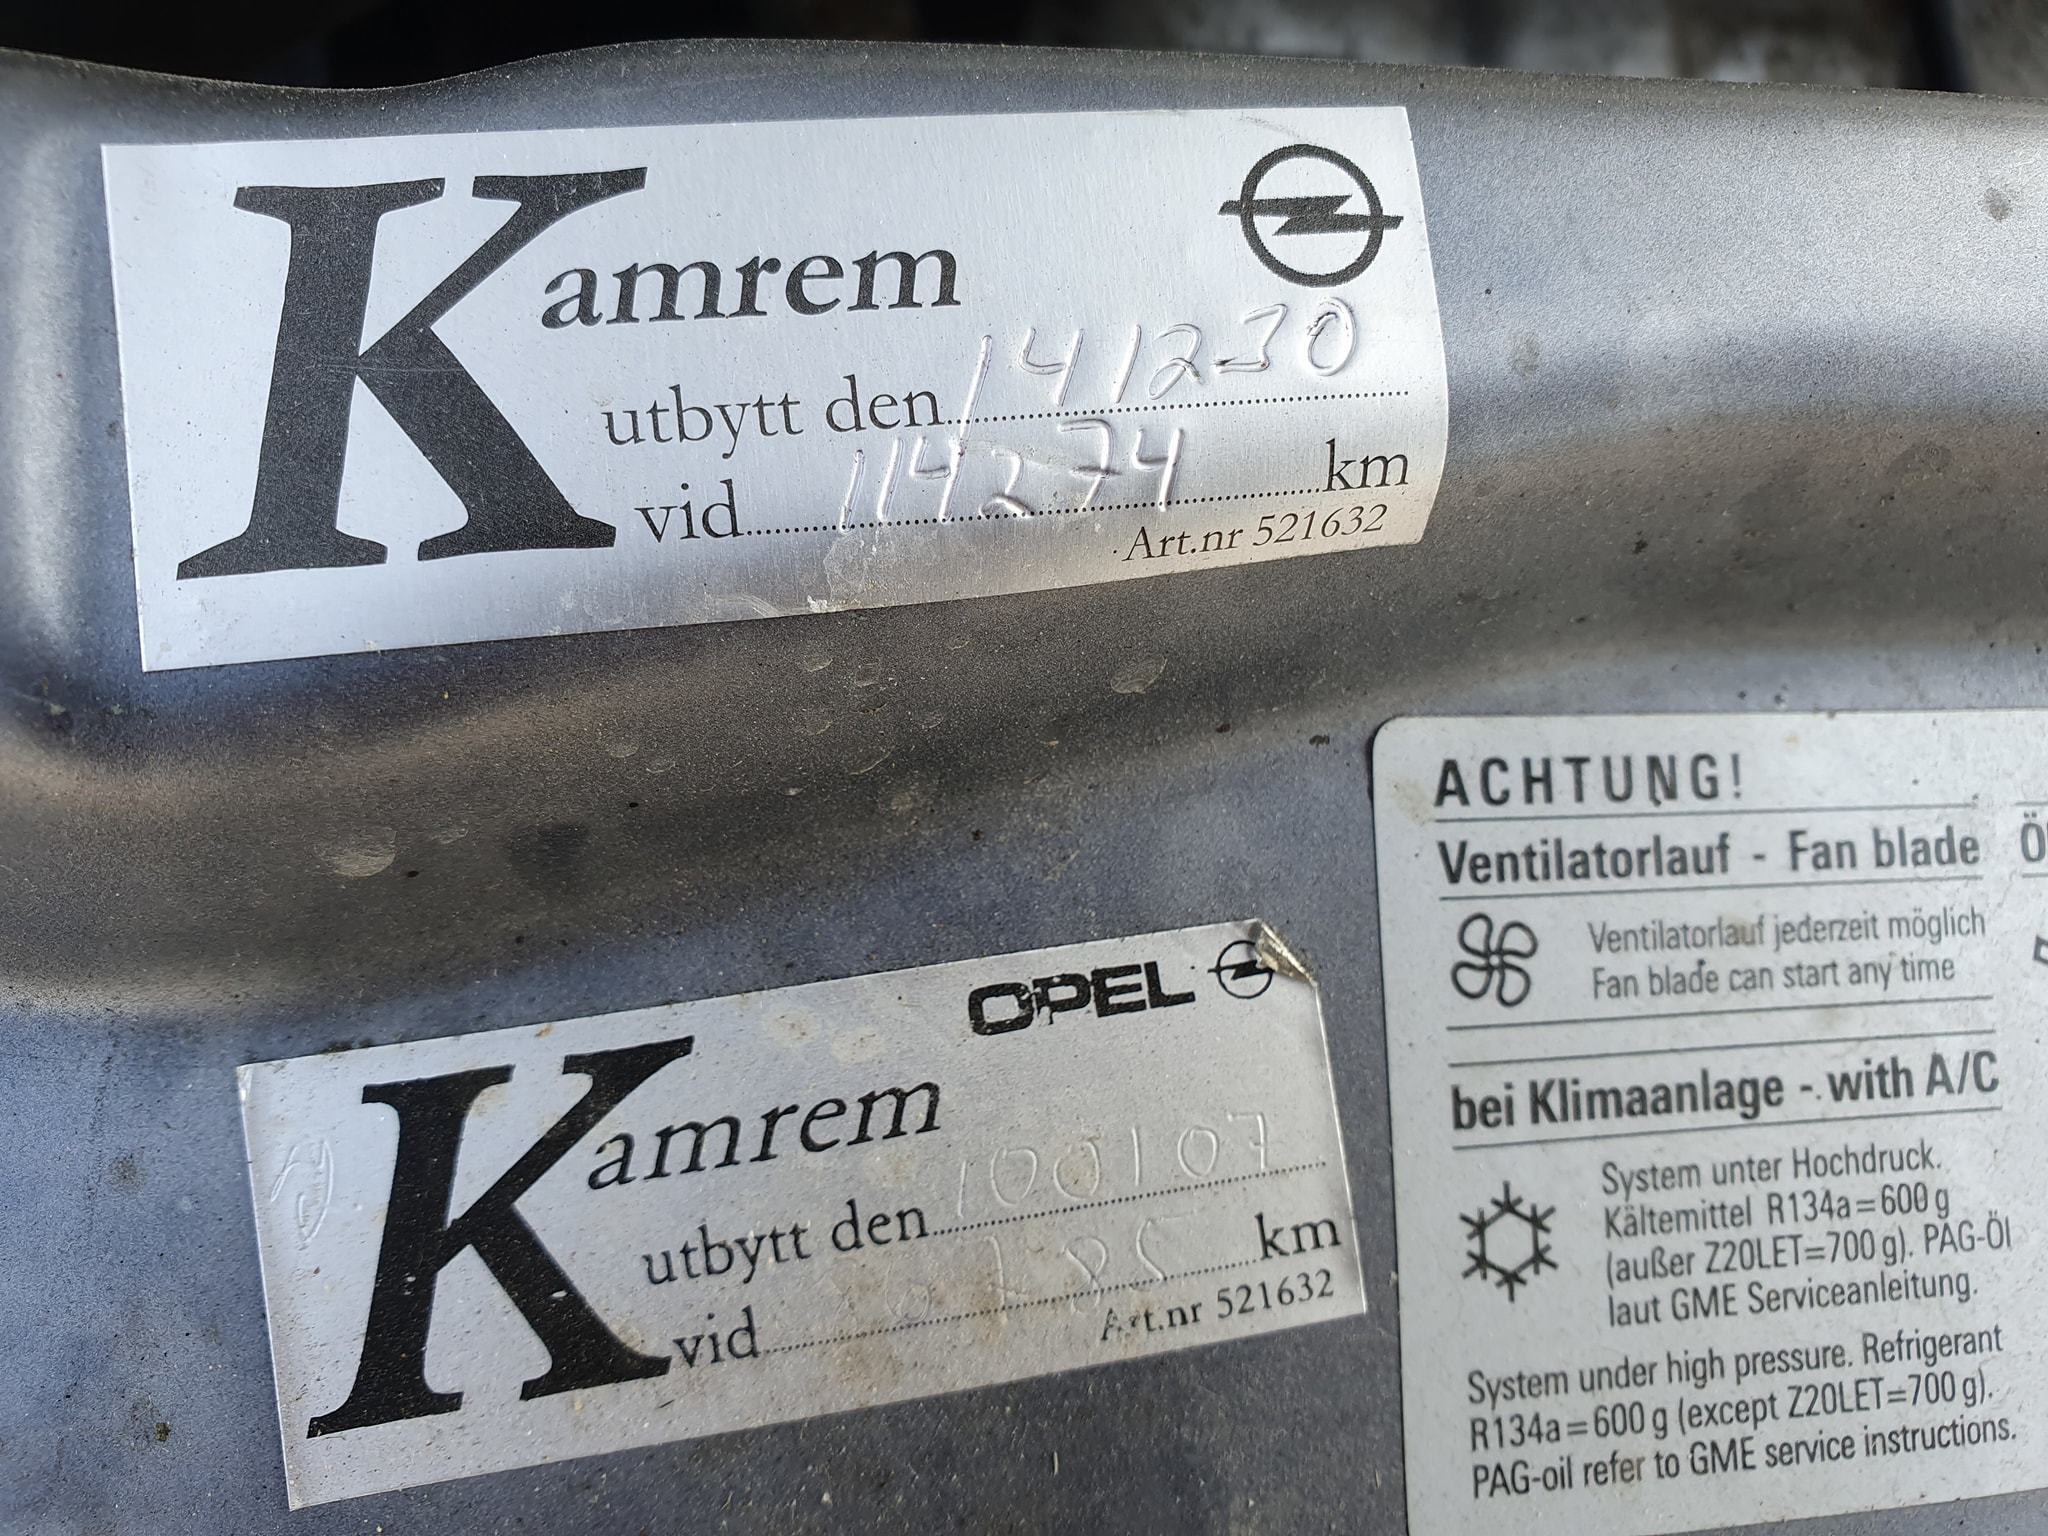 Kamrem
utbytt den 141230
vid 114274 km
Art.nr 521632
OPEL
Kamrem
utbytt den 100107
vid km
Art.nr 521632
ACHTUNG!
Ventilatorlauf - Fan blade
Ventilatorlauf jederzeit möglich
Fan blade can start any time
bei Klimaanlage - with A/C
System unter Hochdruck.
Kältemittel R134a=600 g
(außer Z20LET=700 g). PAG-Öl
laut GME Serviceanleitung.
System under high pressure. Refrigerant
R134a=600 g (except Z20LET=700 g).
PAG-oil refer to GME service instructions.